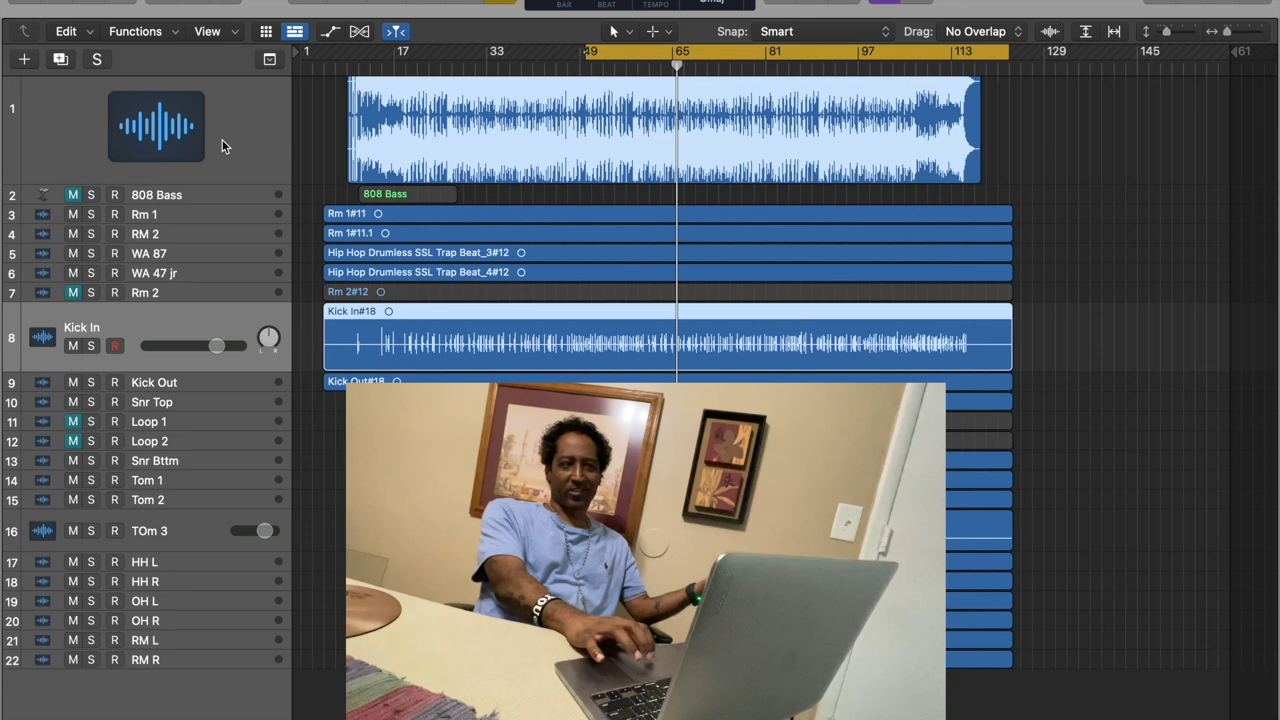 BAR BEAT TEMPO
Edit Functions View Snap: Smart Drag: No Overlap
1 17 33 49 65 81 97 113 129 145 161
S
1
2 M S R 808 Bass 808 Bass
3 M S R Rm 1 Rm 1#11
4 M S R RM 2 Rm 1#11.1
5 M S R WA 87 Hip Hop Drumless SSL Trap Beat_3#12
6 M S R WA 47 jr Hip Hop Drumless SSL Trap Beat_4#12
7 M S R Rm 2 Rm 2#12
Kick In#18
Kick In
8 M S R
L R
9 M S R Kick Out Kick Out#18
10 M S R Snr Top
11 M S R Loop 1
12 M S R Loop 2
13 M S R Snr Bttm
14 M S R Tom 1
15 M S R Tom 2
16 M S R TOm 3
17 M S R HH L
18 M S R HH R
19 M S R OH L
20 M S R OH R
21 M S R RM L
22 M S R RM R